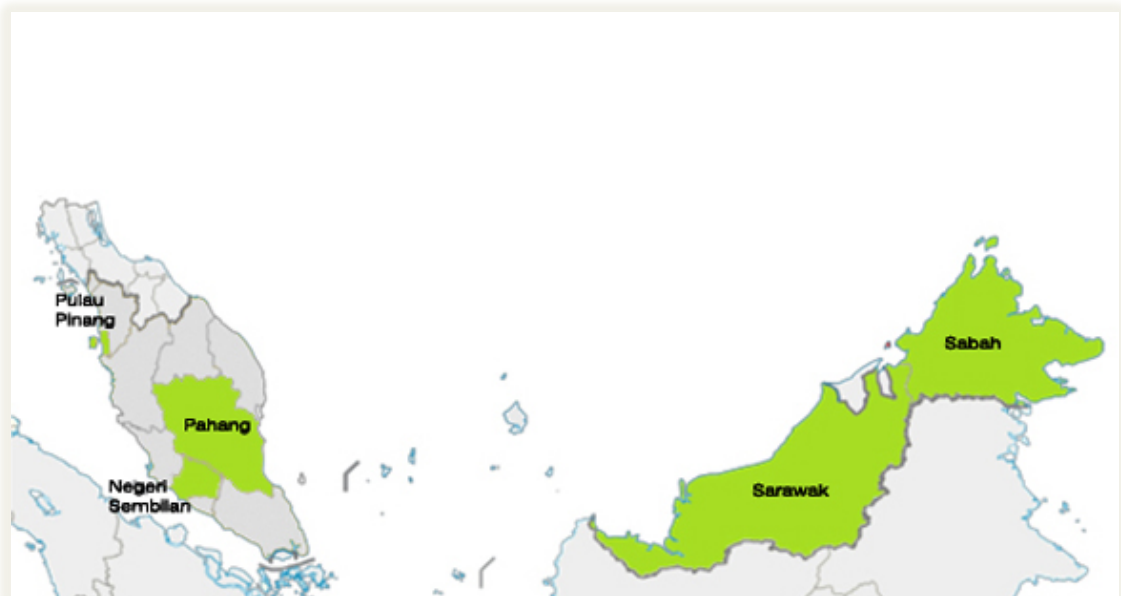 Pulau
Pinang
Sabah
Pahang
Negeri
Sembilan
Sarawak